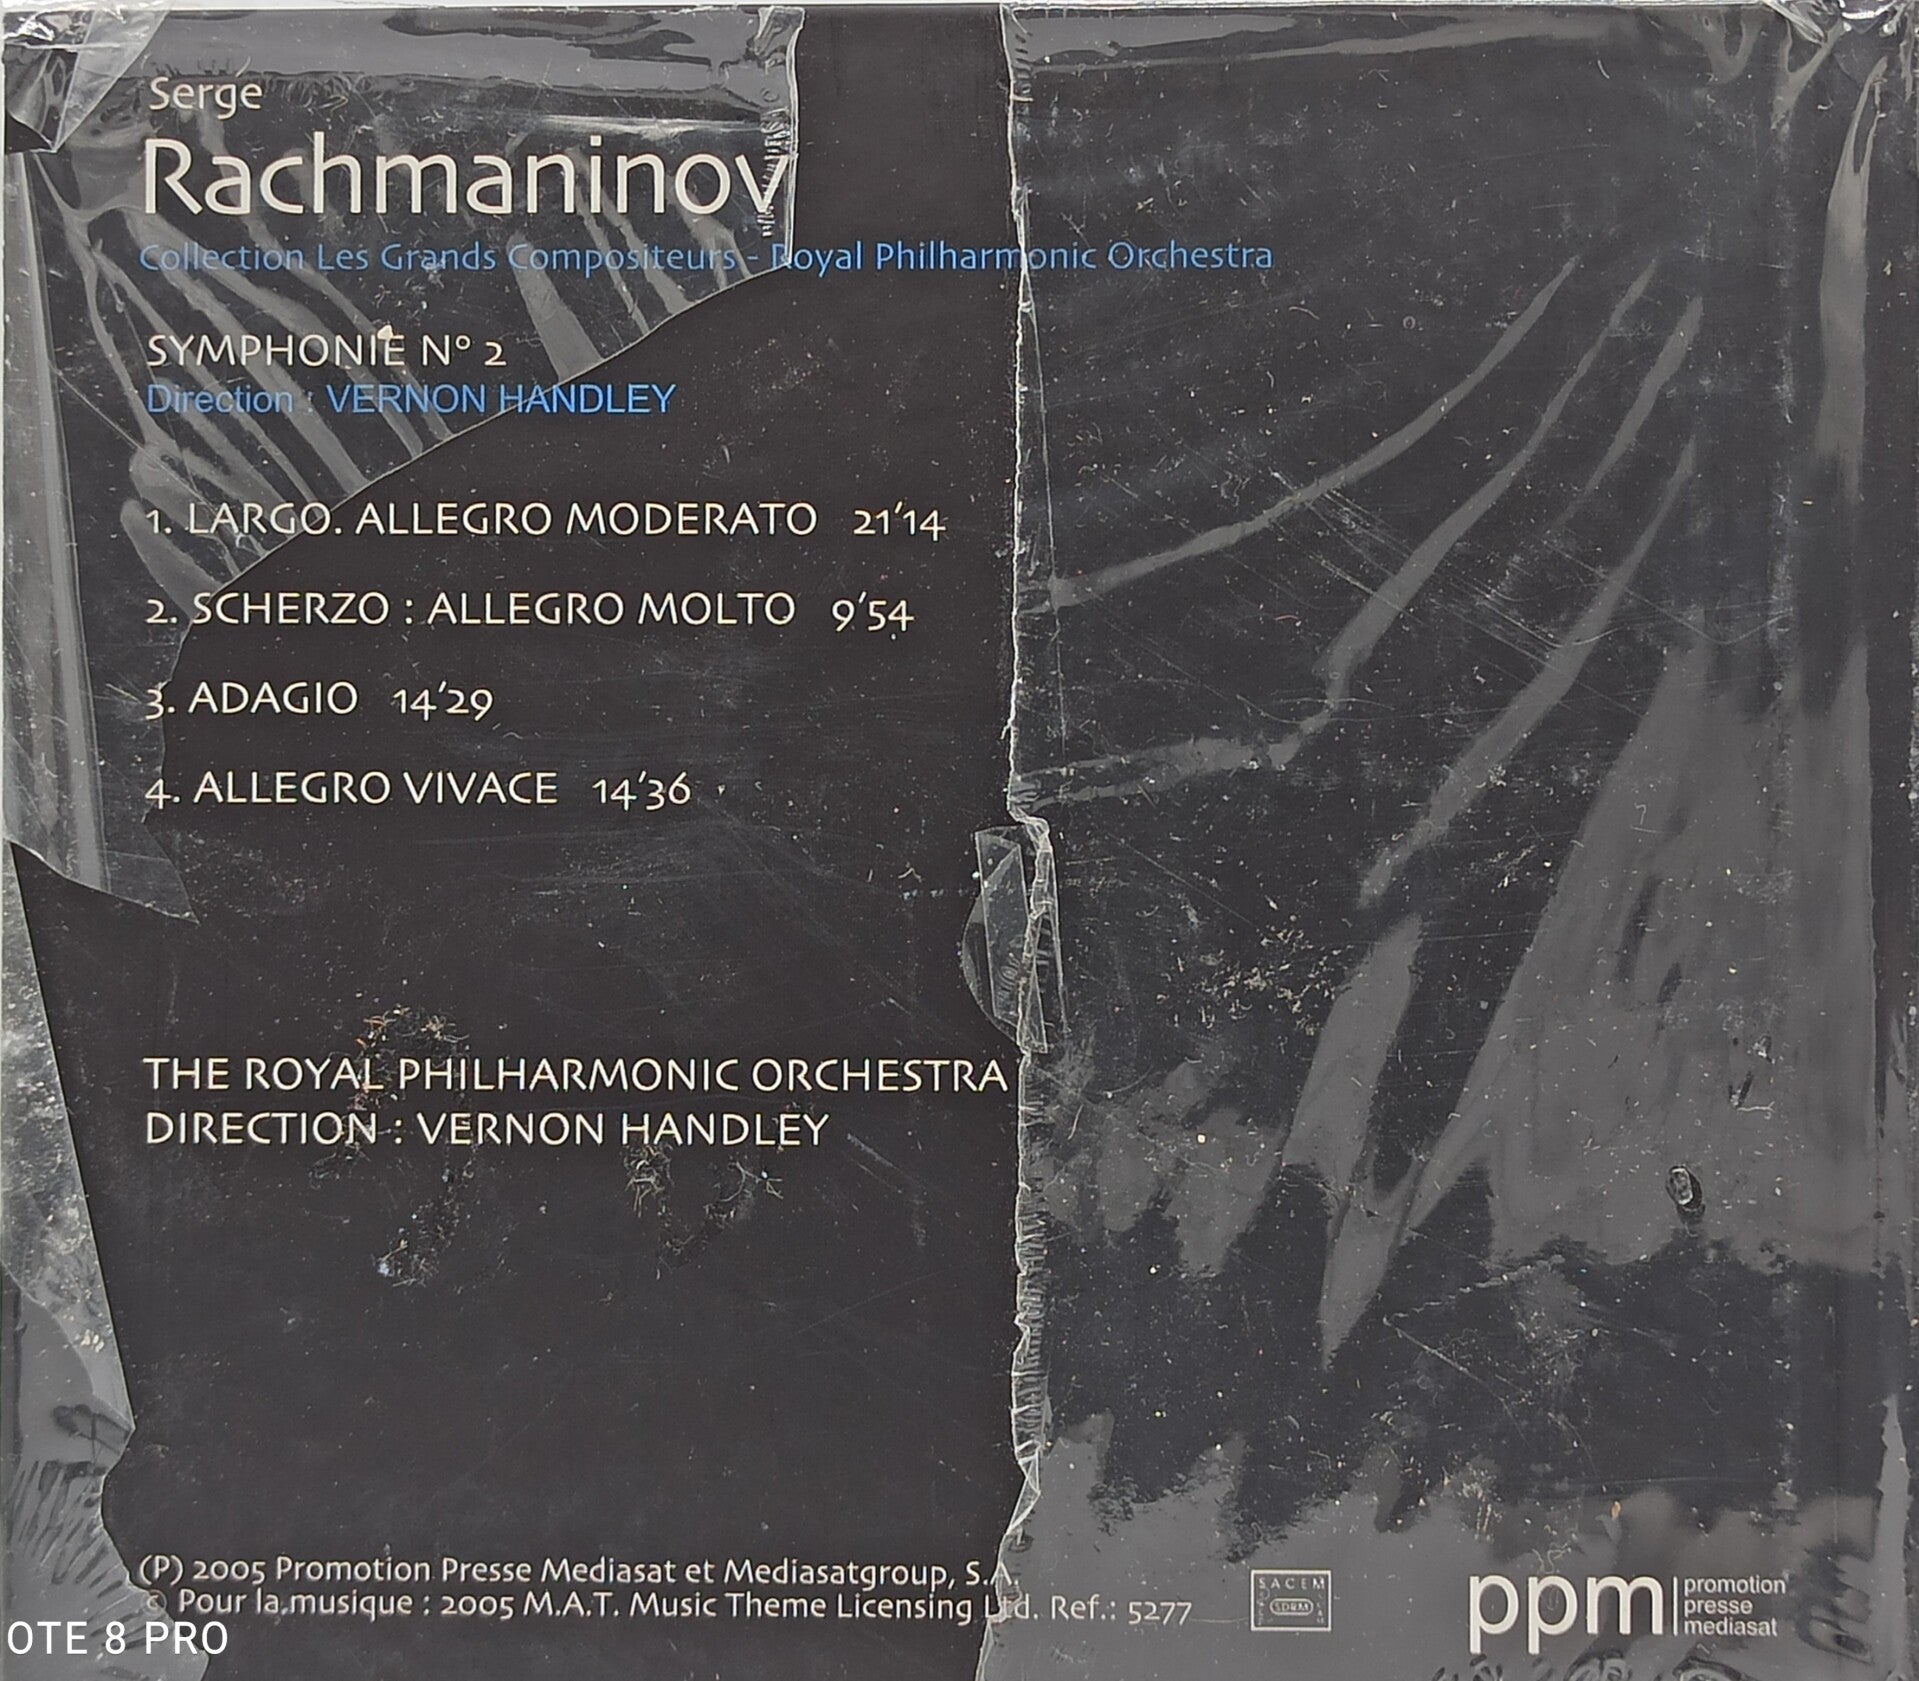 Serge
Rachmaninov
Collection Les Grands Compositeurs - Royal Philharmonic Orchestra
SYMPHONIE N° 2
Direction : VERNON HANDLEY
1. LARGO. ALLEGRO MODERATO 21'14
2. SCHERZO : ALLEGRO MOLTO 9'54
3. ADAGIO 14'29
4. ALLEGRO VIVACE 14'36
THE ROYAL PHILHARMONIC ORCHESTRA
DIRECTION : VERNON HANDLEY
(P) 2005 Promotion Presse Mediasat et Mediasatgroup, S.A.
© Pour la musique : 2005 M.A.T. Music Theme Licensing Ltd. Ref.: 5277
SACEM
SDRM
ppm
promotion
presse
mediasat
OTE 8 PRO